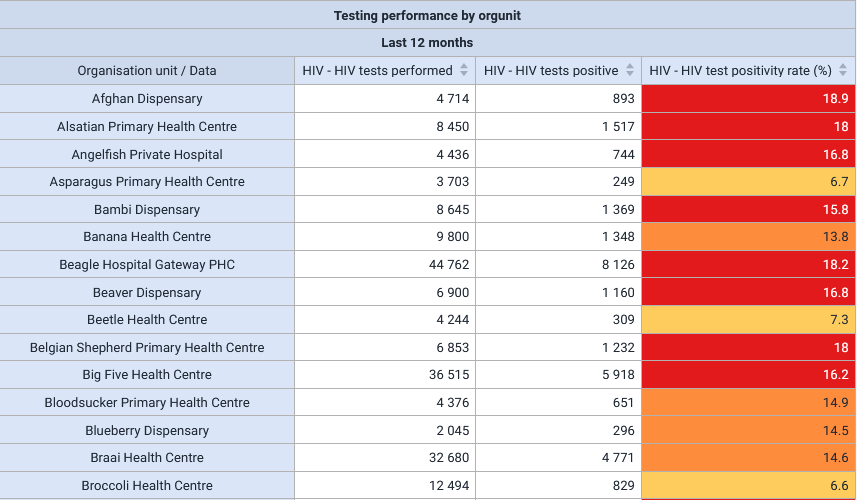 Testing performance by orgunit
Last 12 months
Organisation unit / Data HIV - HIV tests performed HIV - HIV tests positive HIV - HIV test positivity rate (%)
Afghan Dispensary 4 714 893 18.9
Alsatian Primary Health Centre 8 450 1 517 18
Angelfish Private Hospital 4 436 744 16.8
Asparagus Primary Health Centre 3 703 249 6.7
Bambi Dispensary 8 645 1 369 15.8
Banana Health Centre 9 800 1 348 13.8
Beagle Hospital Gateway PHC 44 762 8 126 18.2
Beaver Dispensary 6 900 1 160 16.8
Beetle Health Centre 4 244 309 7.3
Belgian Shepherd Primary Health Centre 6 853 1 232 18
Big Five Health Centre 36 515 5 918 16.2
Bloodsucker Primary Health Centre 4 376 651 14.9
Blueberry Dispensary 2 045 296 14.5
Braai Health Centre 32 680 4 771 14.6
Broccoli Health Centre 12 494 829 6.6